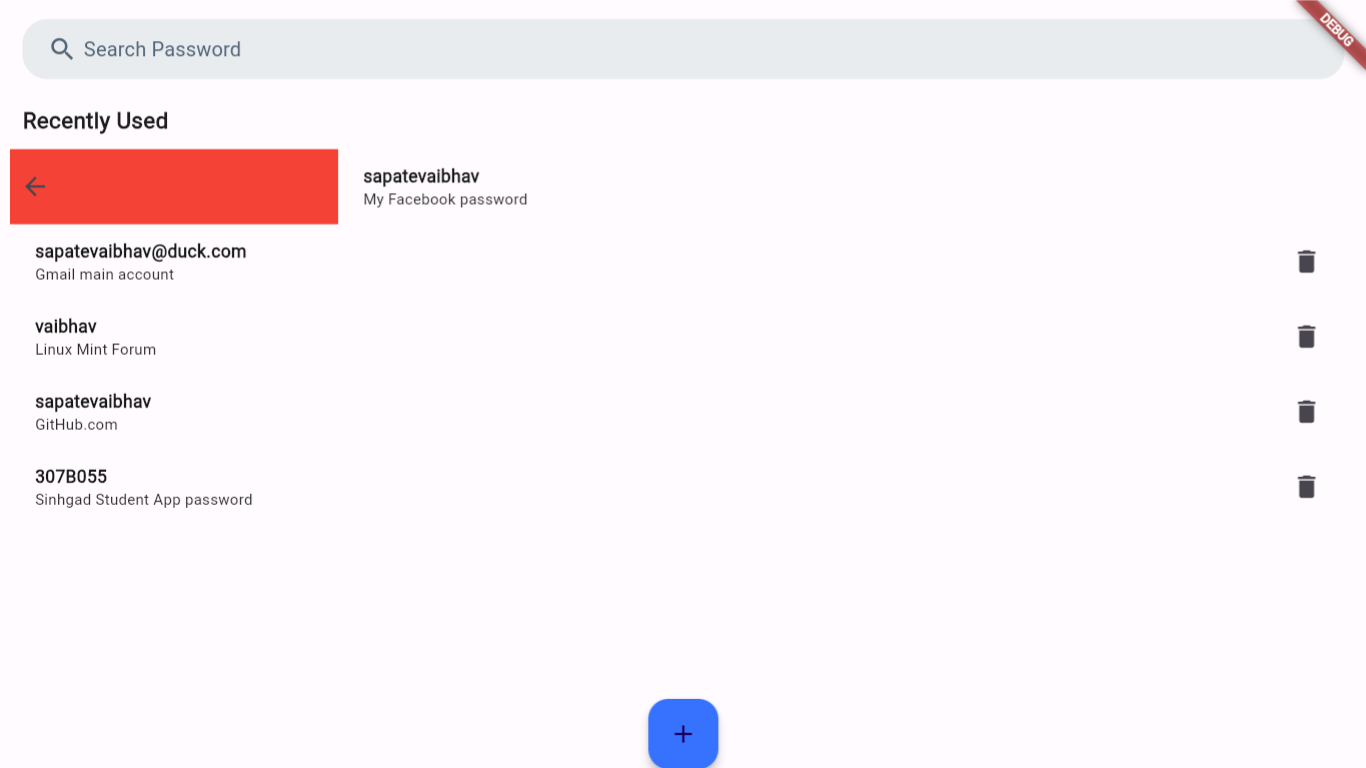 DEBUG
Search Password
Recently Used
sapatevaibhav
My Facebook password
sapatevaibhav@duck.com
Gmail main account
vaibhav
Linux Mint Forum
sapatevaibhav
GitHub.com
307B055
Sinhgad Student App password